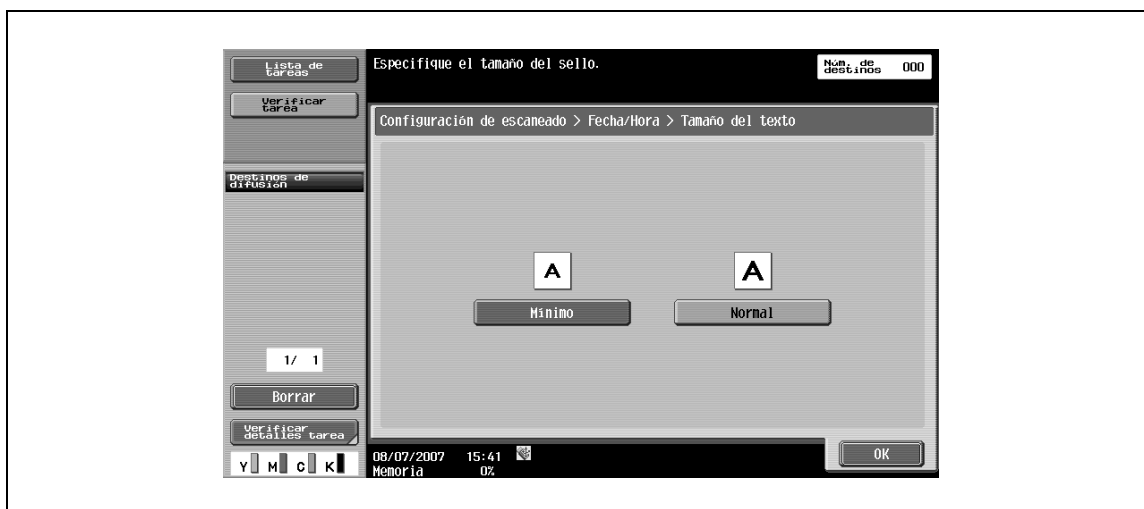 Lista de
tareas
Especifique el tamaño del sello.
Núm. de
destinos
000
Verificar
tarea
Configuración de escaneado > Fecha/Hora > Tamaño del texto
Destinos de
difusión
A
A
Mínimo
Normal
1/ 1
Borrar
Verificar
detalles tarea
Y M C K
08/07/2007 15:41
Memoria 0%
OK